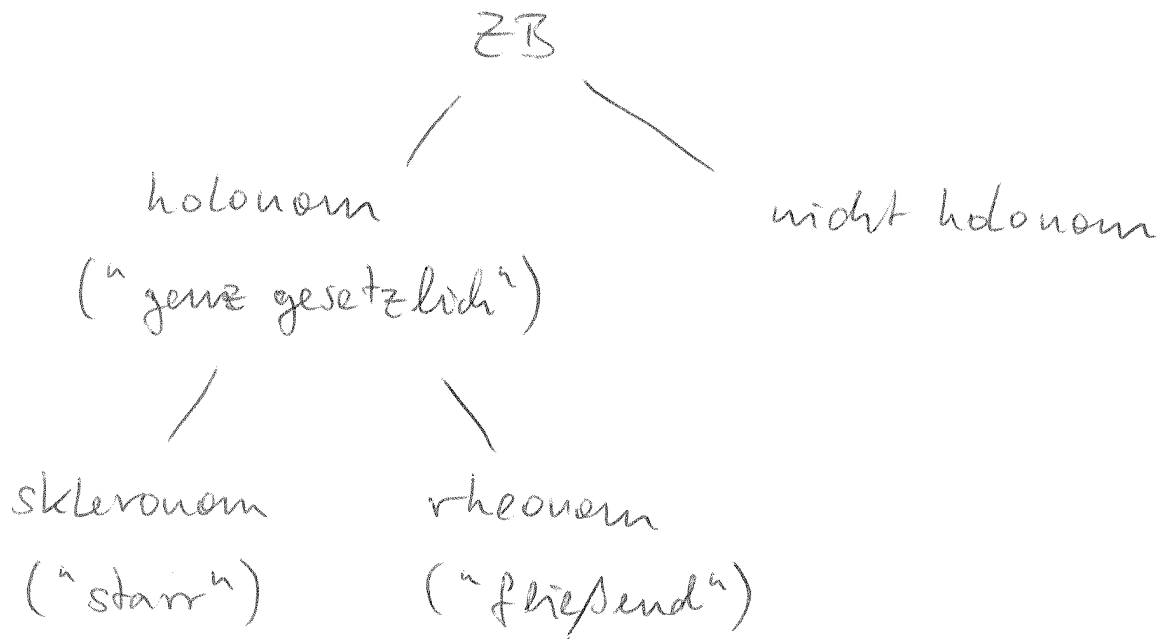 ZB
holonom
nicht holonom
("ganz gesetzlich")
skleronom
rheonom
("starr")
("fließend")